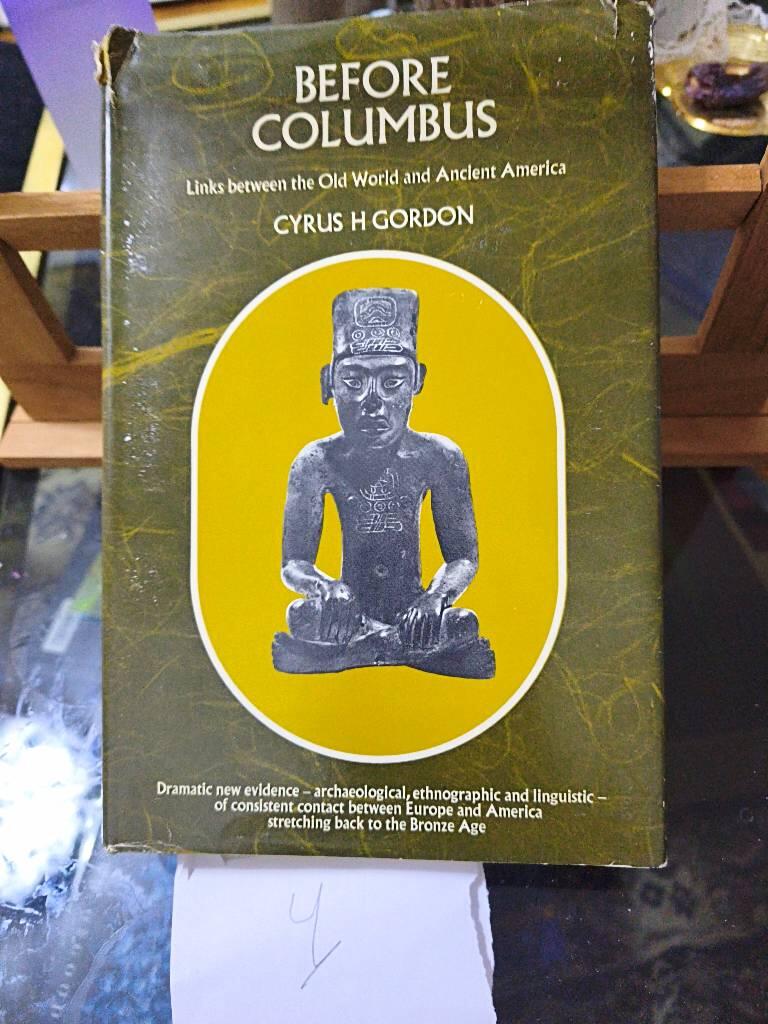 BEFORE
COLUMBUS
Links between the Old World and Ancient America
CYRUS H GORDON
Dramatic new evidence – archaeological, ethnographic and linguistic –
of consistent contact between Europe and America
stretching back to the Bronze Age
4